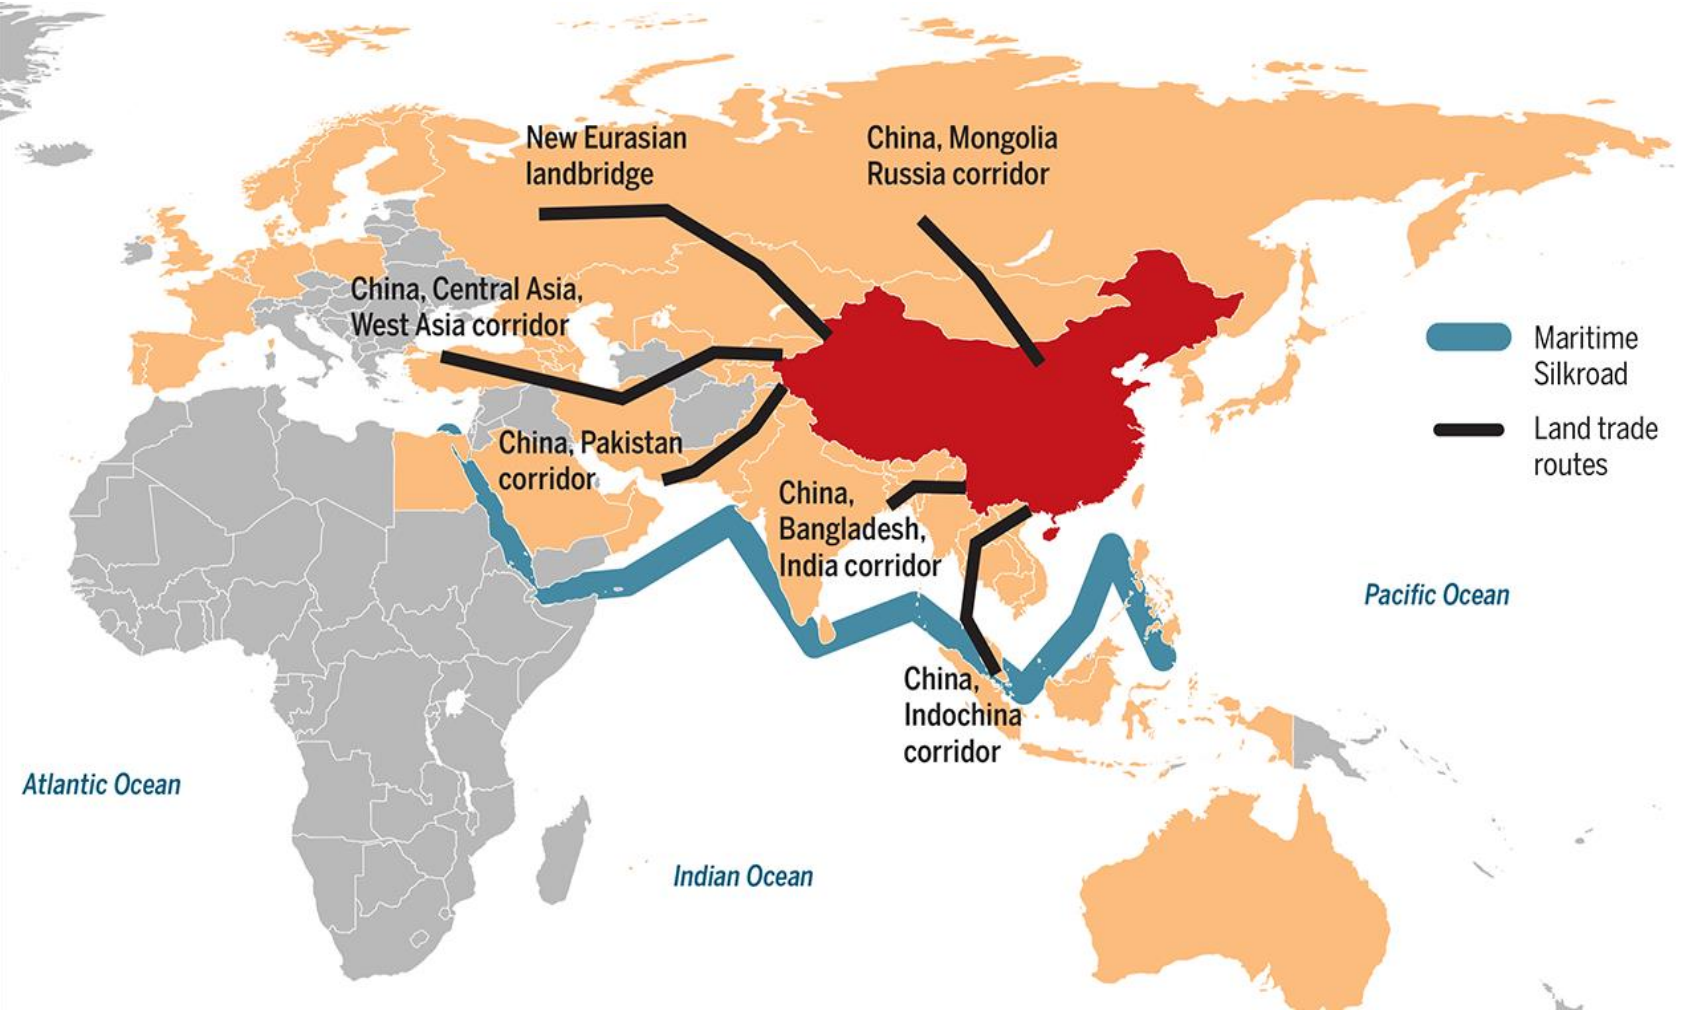 New Eurasian
landbridge
China, Mongolia
Russia corridor
China, Central Asia,
West Asia corridor
Maritime
Silkroad
Land trade
routes
China, Pakistan
corridor
China,
Bangladesh,
India corridor
Pacific Ocean
China,
Indochina
corridor
Atlantic Ocean
Indian Ocean